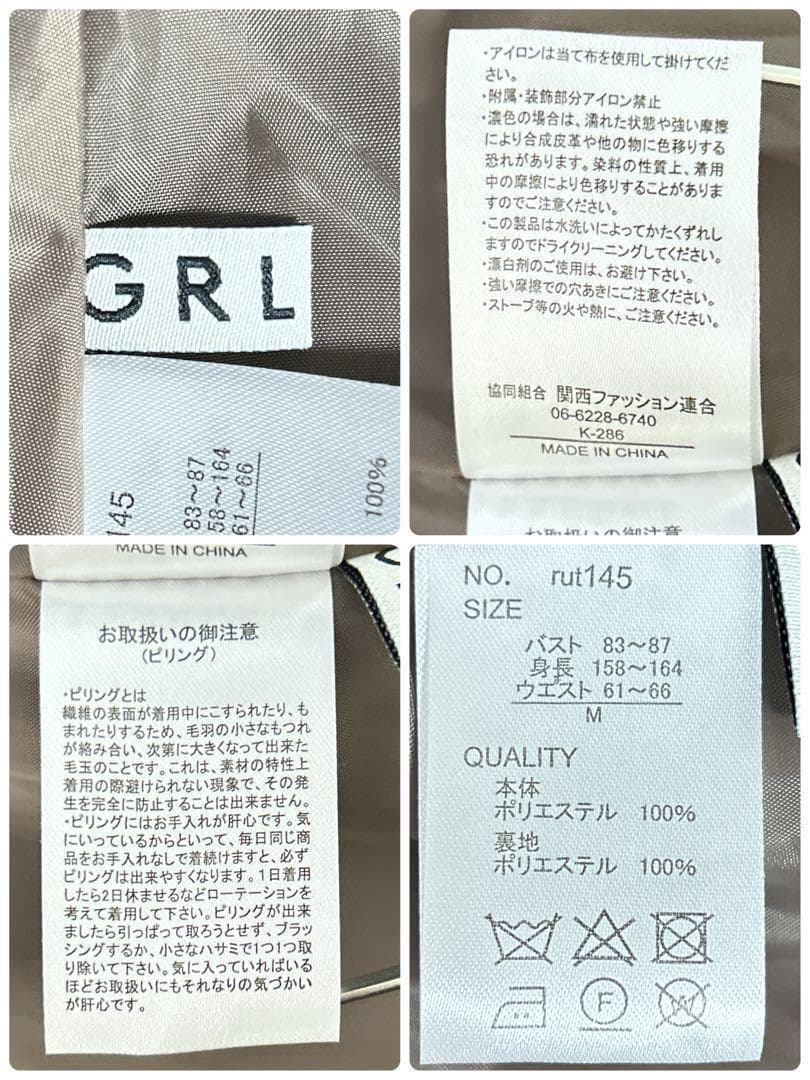 GRL
145
83〜87
58〜164
61〜66
100%
・アイロンは当て布を使用して掛けてくだ
さい。
・附属・装飾部分アイロン禁止
・濃色の場合は、濡れた状態や強い摩擦
により合成皮革や他の物に色移りする
恐れがあります。染料の性質上、着用
中の摩擦により色移りすることがありま
すのでご注意ください。
・この製品は水洗いによってかたくずれし
ますのでドライクリーニングしてください。
・漂白剤のご使用は、お避け下さい。
・強い摩擦での穴あきにご注意ください。
・ストーブ等の火や熱に、ご注意ください。
協同組合 関西ファッション連合
06-6228-6740
K-286
MADE IN CHINA
お取扱いの御注意
MADE IN CHINA
お取扱いの御注意
(ピリング)
・ピリングとは
繊維の表面が着用中にこすられたり、も
まれたりするため、毛羽の小さなもつれ
が絡み合い、次第に大きくなって出来た
毛玉のことです。これは、素材の特性上
着用の際避けられない現象で、その発
生を完全に防止することは出来ません。
・ピリングにはお手入れが肝心です。気
にいっているからといって、毎日同じ商
品をお手入れなしで着続けますと、必ず
ピリングは出来やすくなります。1日着用
したら2日休ませるなどローテーションを
考えて着用して下さい。ピリングが出来
ましたら引っぱって取ろうとせず、ブラッ
シングするか、小さなハサミで1つ1つ取
り除いて下さい。気に入っていればいる
ほどお取扱いにもそれなりの気づかい
が肝心です。
NO. rut145
SIZE
バスト 83〜87
身長 158〜164
ウエスト 61〜66
M
QUALITY
本体
ポリエステル 100%
裏地
ポリエステル 100%
F
W